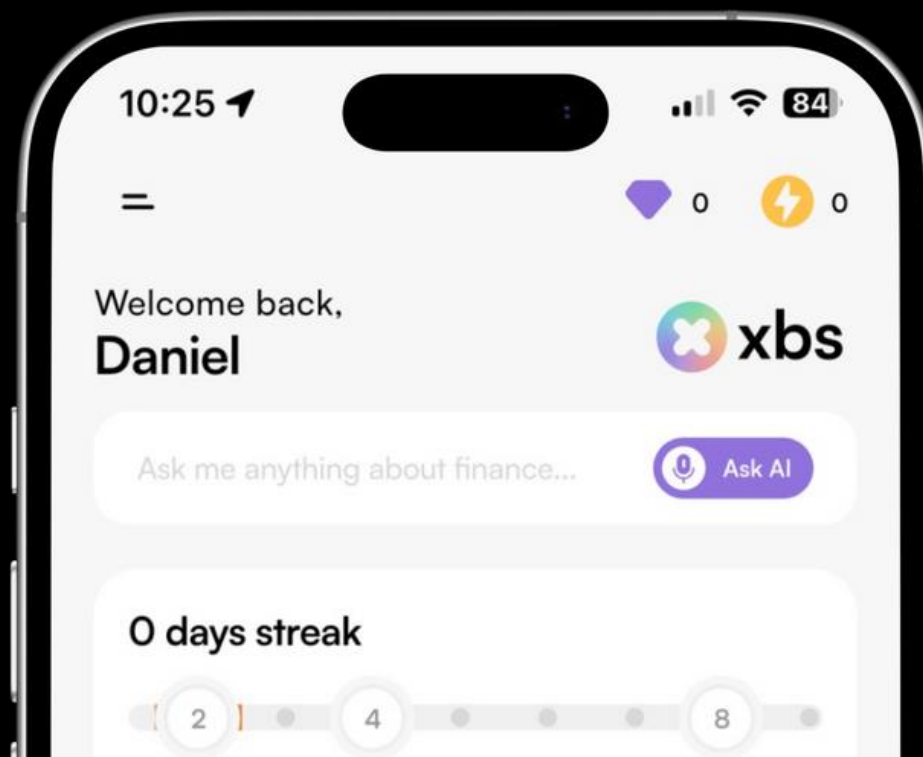 10:25
84
0
0
Welcome back,
Daniel
xbs
Ask me anything about finance...
Ask AI
0 days streak
2
4
8